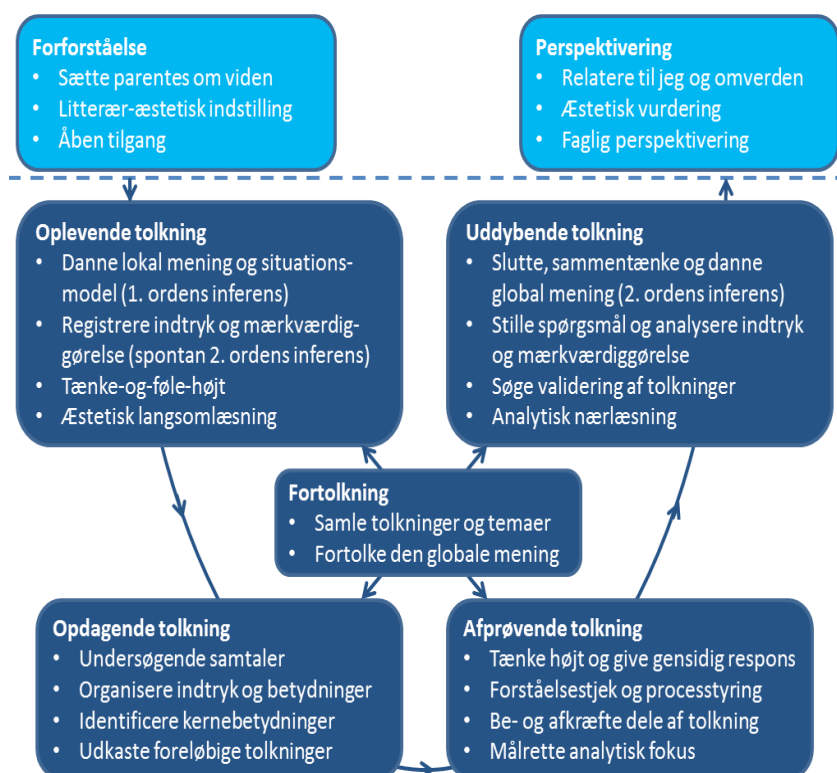 Forforståelse
• Sætte parentes om viden
• Litterær-æstetisk indstilling
• Åben tilgang
Perspektivering
• Relatere til jeg og omverden
• Æstetisk vurdering
• Faglig perspektivering
Oplevende tolkning
• Danne lokal mening og situations-
model (1. ordens inferens)
• Registrere indtryk og mærkværdig-
gørelse (spontan 2. ordens inferens)
• Tænke-og-føle-højt
• Æstetisk langsomlæsning
Uddybende tolkning
• Slutte, sammentænke og danne
global mening (2. ordens inferens)
• Stille spørgsmål og analysere indtryk
og mærkværdiggørelse
• Søge validering af tolkninger
• Analytisk nærlæsning
Fortolkning
• Samle tolkninger og temaer
• Fortolke den globale mening
Opdagende tolkning
• Undersøgende samtaler
• Organisere indtryk og betydninger
• Identificere kernebetydninger
• Udkaste foreløbige tolkninger
Afprøvende tolkning
• Tænke højt og give gensidig respons
• Forståelsestjek og processtyring
• Be- og afkræfte dele af tolkning
• Målrette analytisk fokus